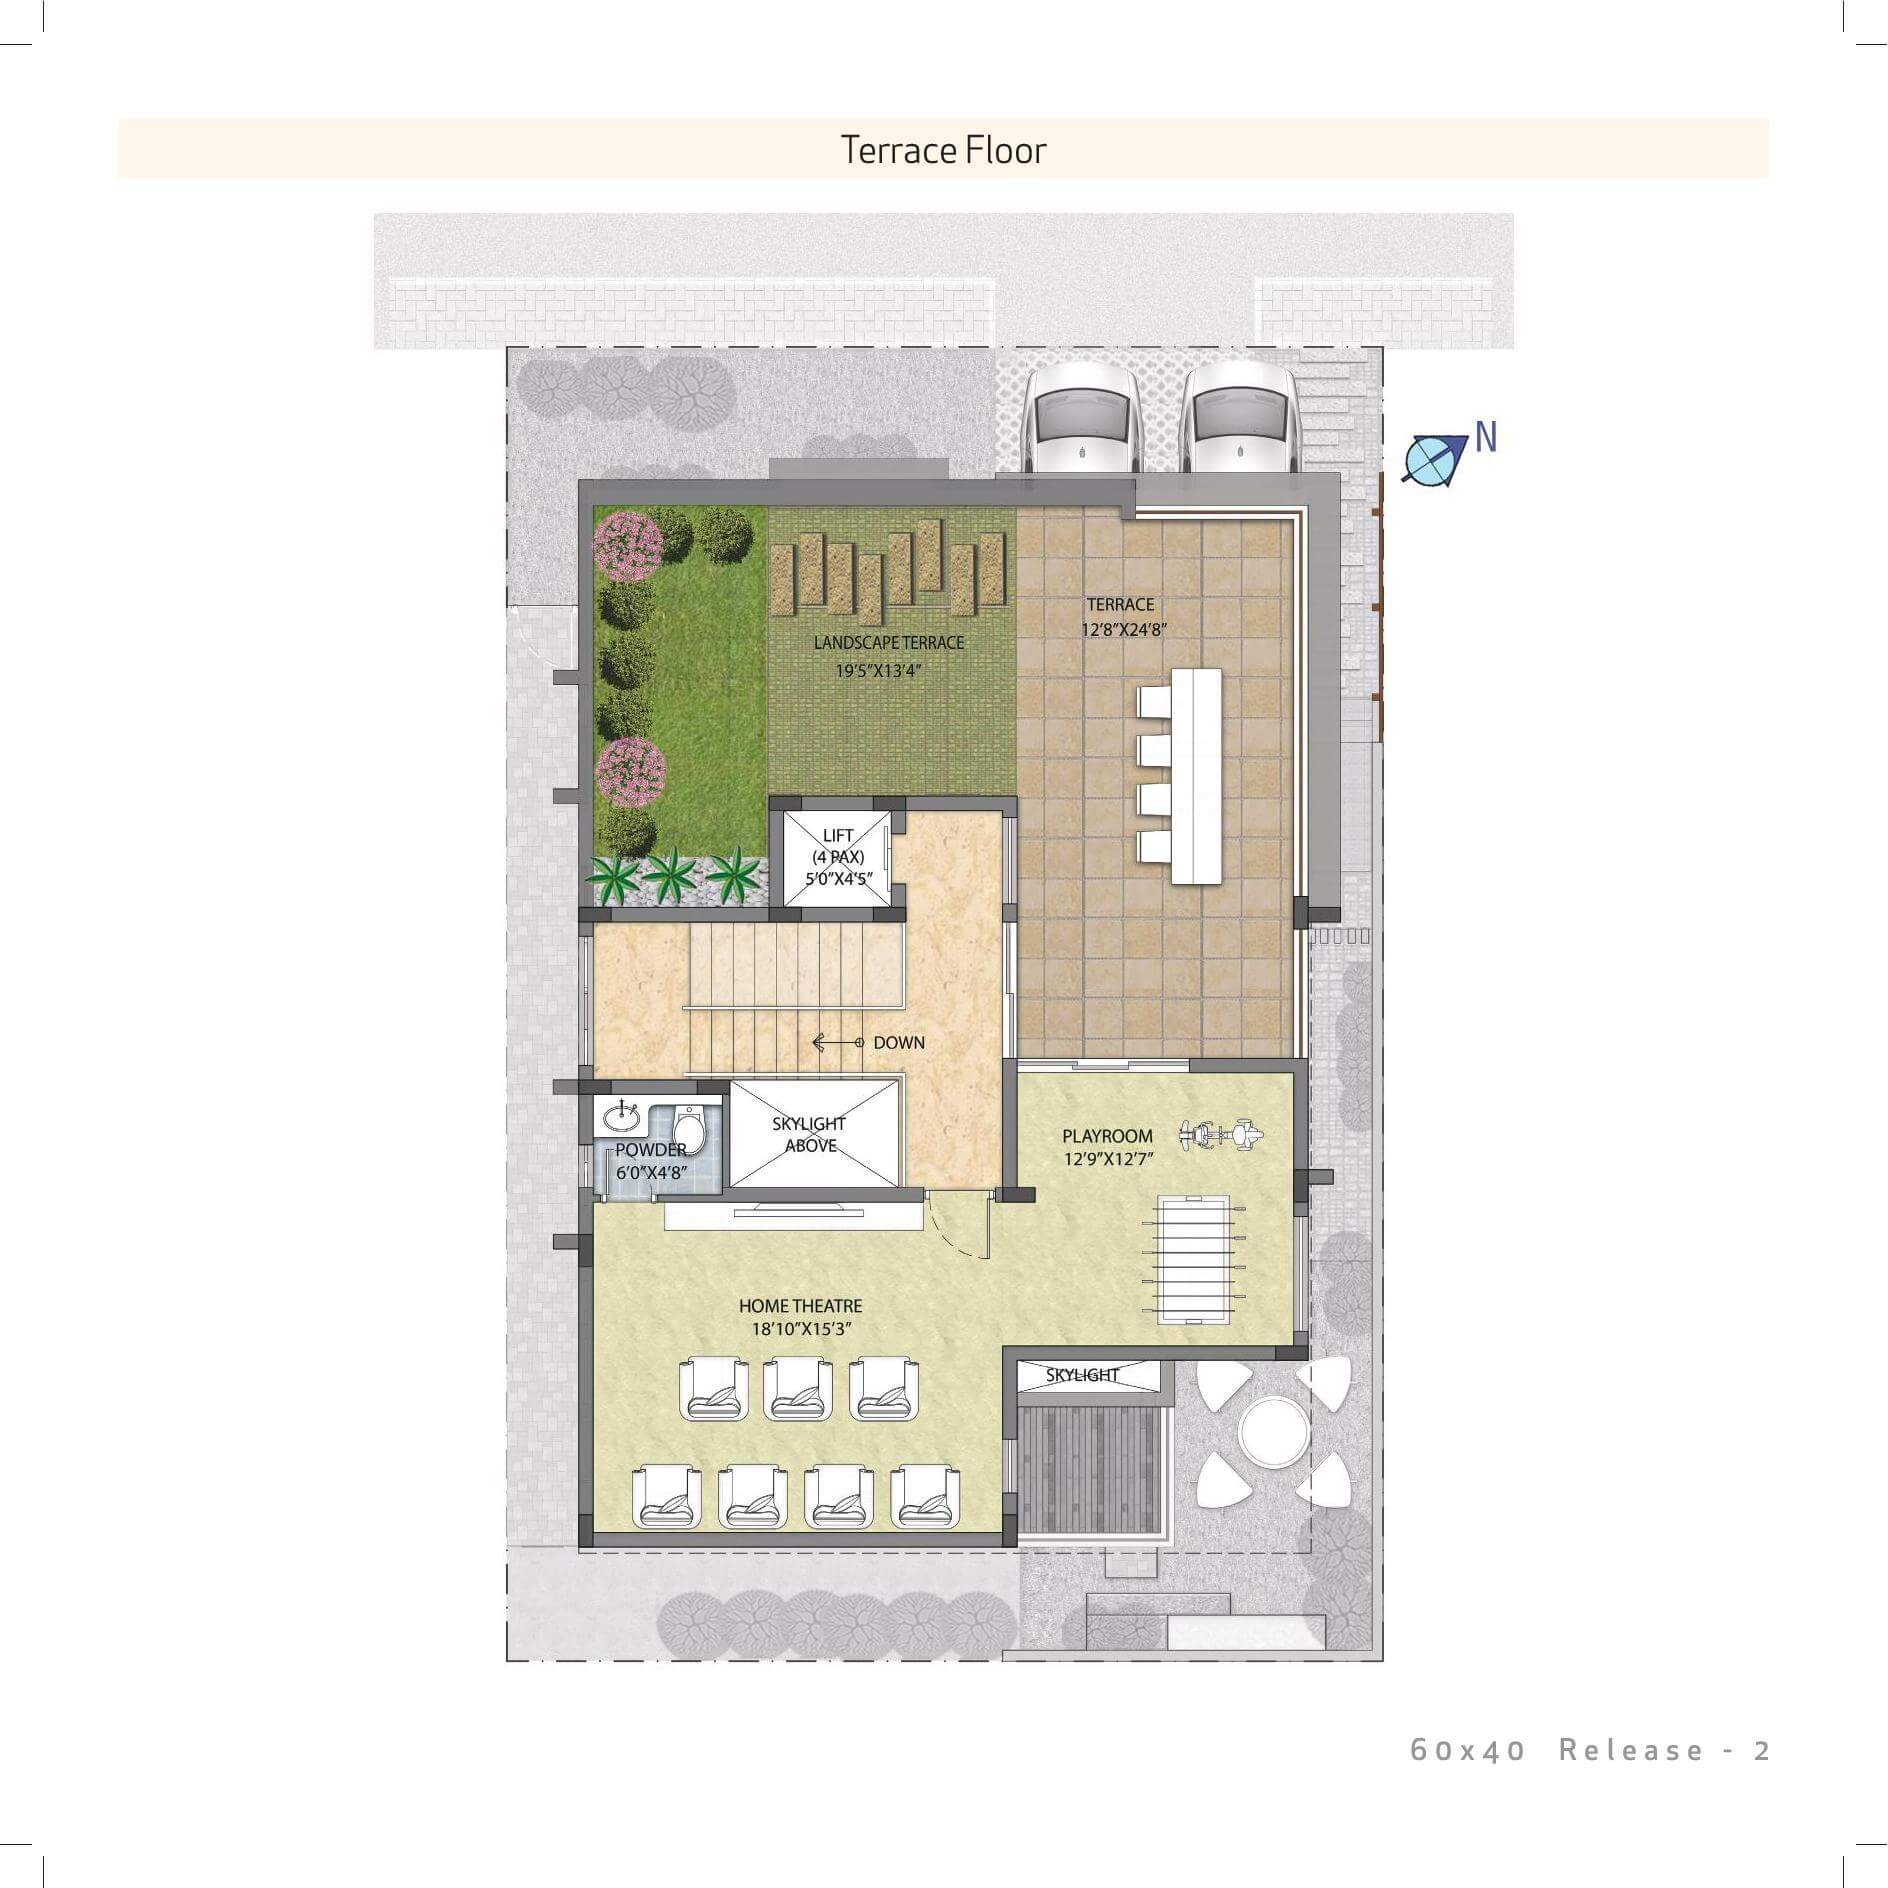 Terrace Floor
N
TERRACE
12'8"X24'8"
LANDSCAPE TERRACE
19'5"X13'4"
LIFT
(4 PAX)
5'0"X4'5"
DOWN
SKYLIGHT
ABOVE
POWDER
6'0"X4'8"
PLAYROOM
12'9"X12'7"
HOME THEATRE
18'10"X15'3"
SKYLIGHT
60x40 Release - 2